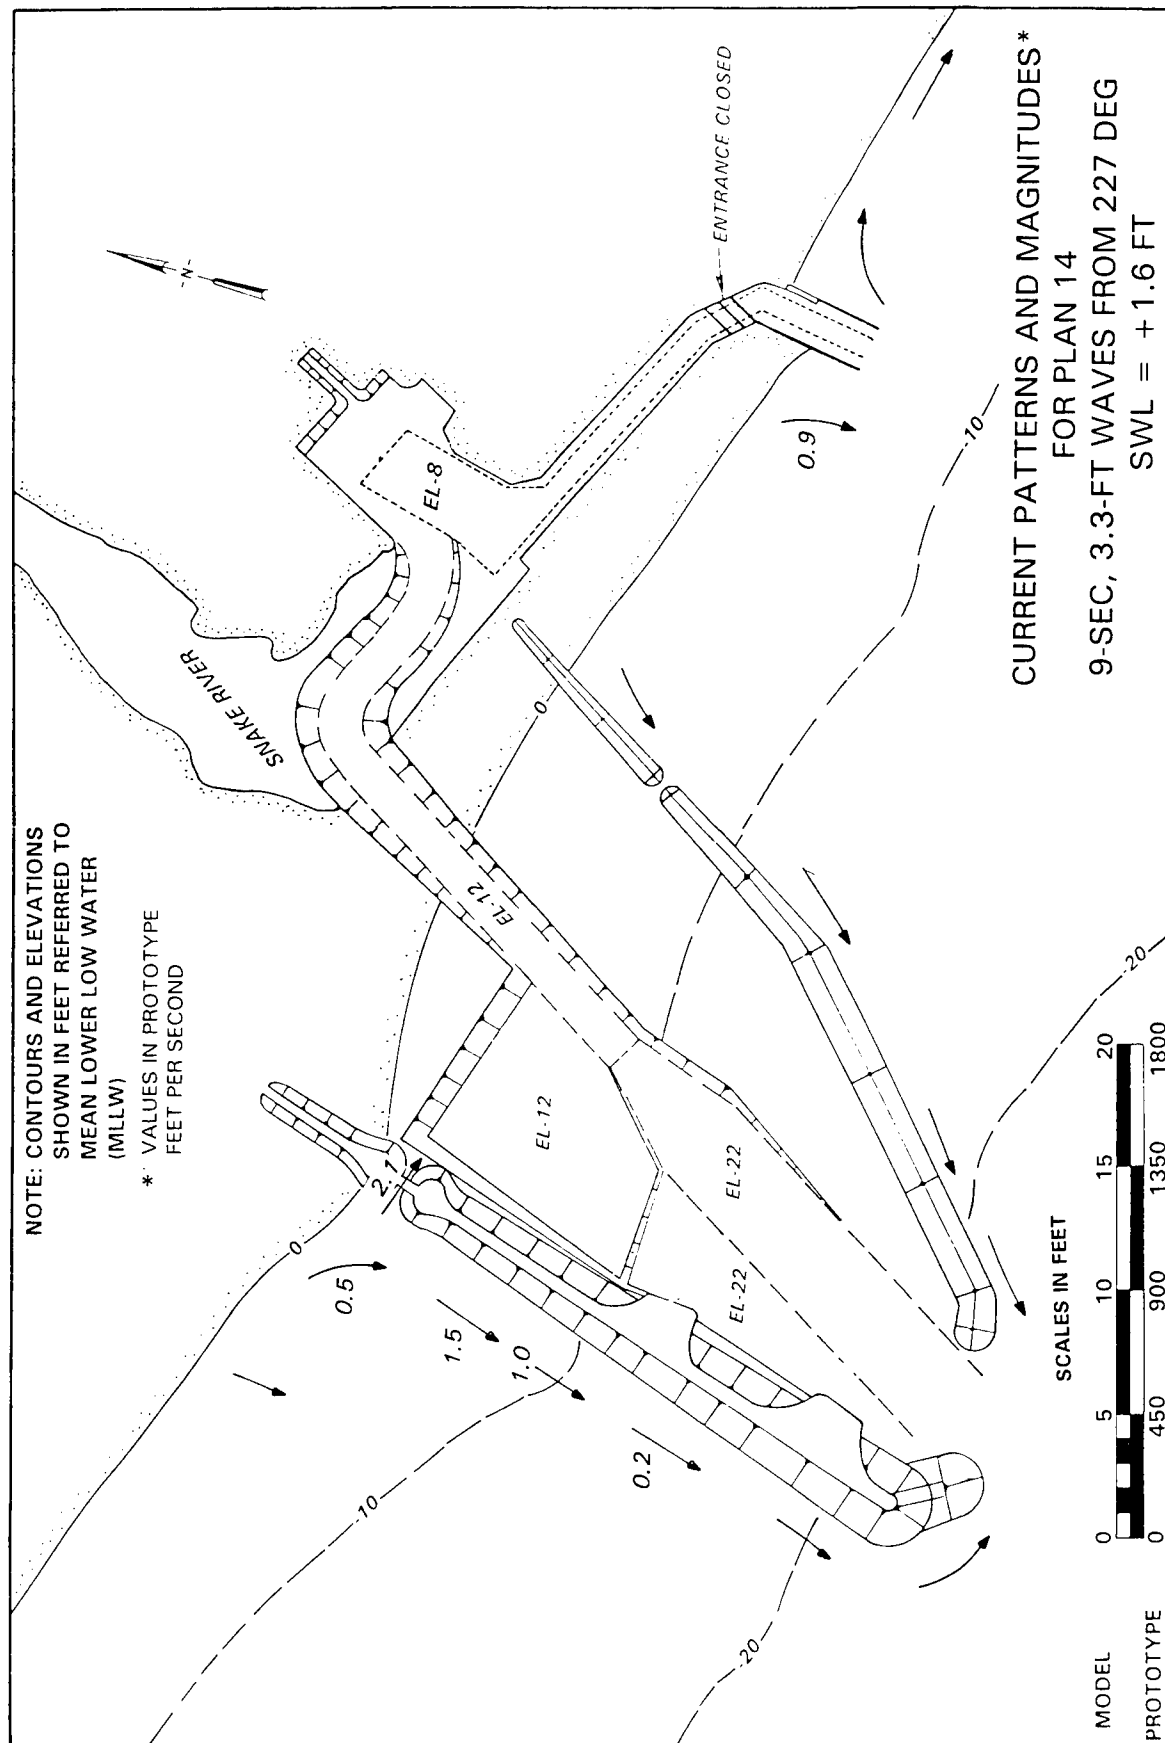 NOTE: CONTOURS AND ELEVATIONS
SHOWN IN FEET REFERRED TO
MEAN LOWER LOW WATER
(MLLW)
* VALUES IN PROTOTYPE
FEET PER SECOND
SNAKE RIVER
-N-
ENTRANCE CLOSED
EL-8
EL-12
EL-12
EL-22
EL-22
0
0
-10
-10
-20
-20
2.1
0.5
1.5
1.0
0.2
0.9
SCALES IN FEET
MODEL 0 5 10 15 20
PROTOTYPE 0 450 900 1350 1800
CURRENT PATTERNS AND MAGNITUDES*
FOR PLAN 14
9-SEC, 3.3-FT WAVES FROM 227 DEG
SWL = +1.6 FT